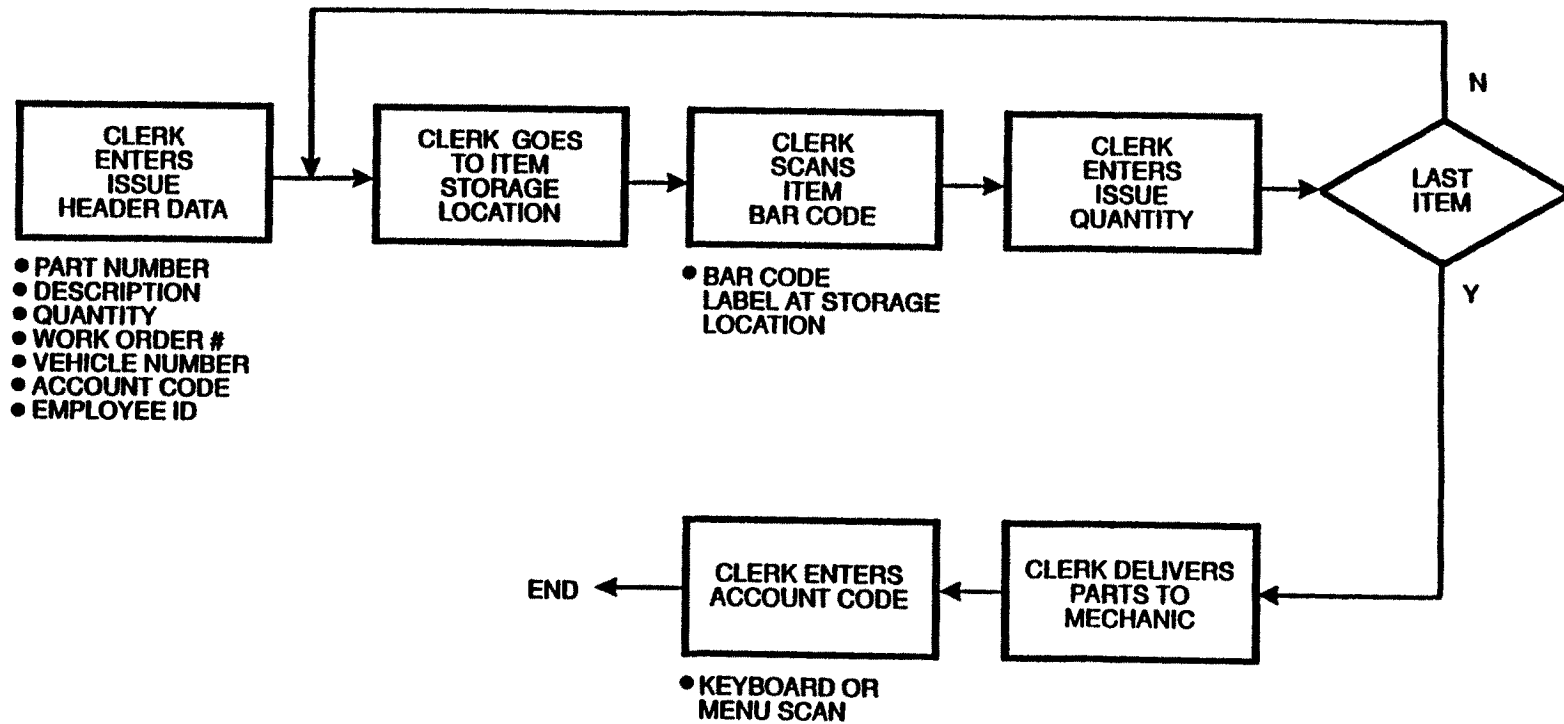 N
CLERK
ENTERS
ISSUE
HEADER DATA
CLERK GOES
TO ITEM
STORAGE
LOCATION
CLERK
SCANS
ITEM
BAR CODE
CLERK
ENTERS
ISSUE
QUANTITY
LAST
ITEM
● PART NUMBER
● DESCRIPTION
● QUANTITY
● WORK ORDER #
● VEHICLE NUMBER
● ACCOUNT CODE
● EMPLOYEE ID
● BAR CODE
LABEL AT STORAGE
LOCATION
Y
END
CLERK ENTERS
ACCOUNT CODE
CLERK DELIVERS
PARTS TO
MECHANIC
● KEYBOARD OR
MENU SCAN